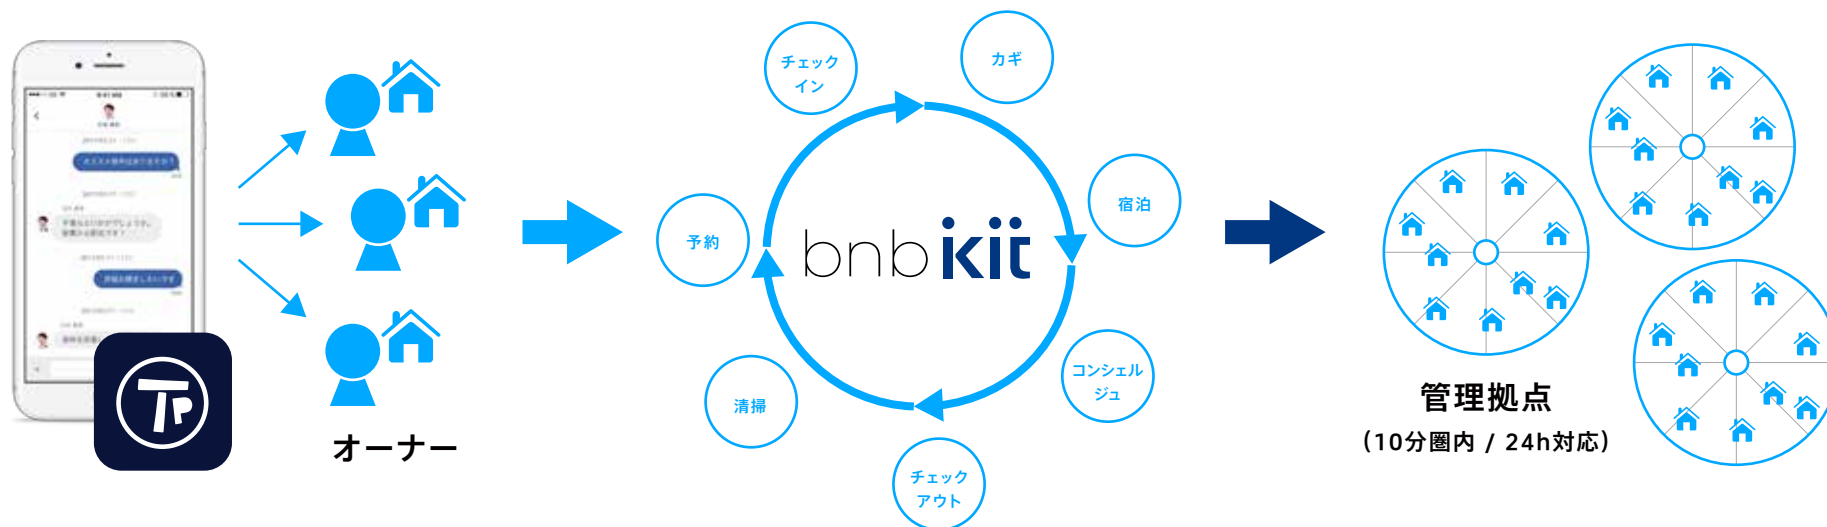 オーナー
チェック
イン
カギ
予約
宿泊
bnb kit
清掃
コンシェル
ジュ
チェック
アウト
管理拠点
(10分圏内 / 24h対応)